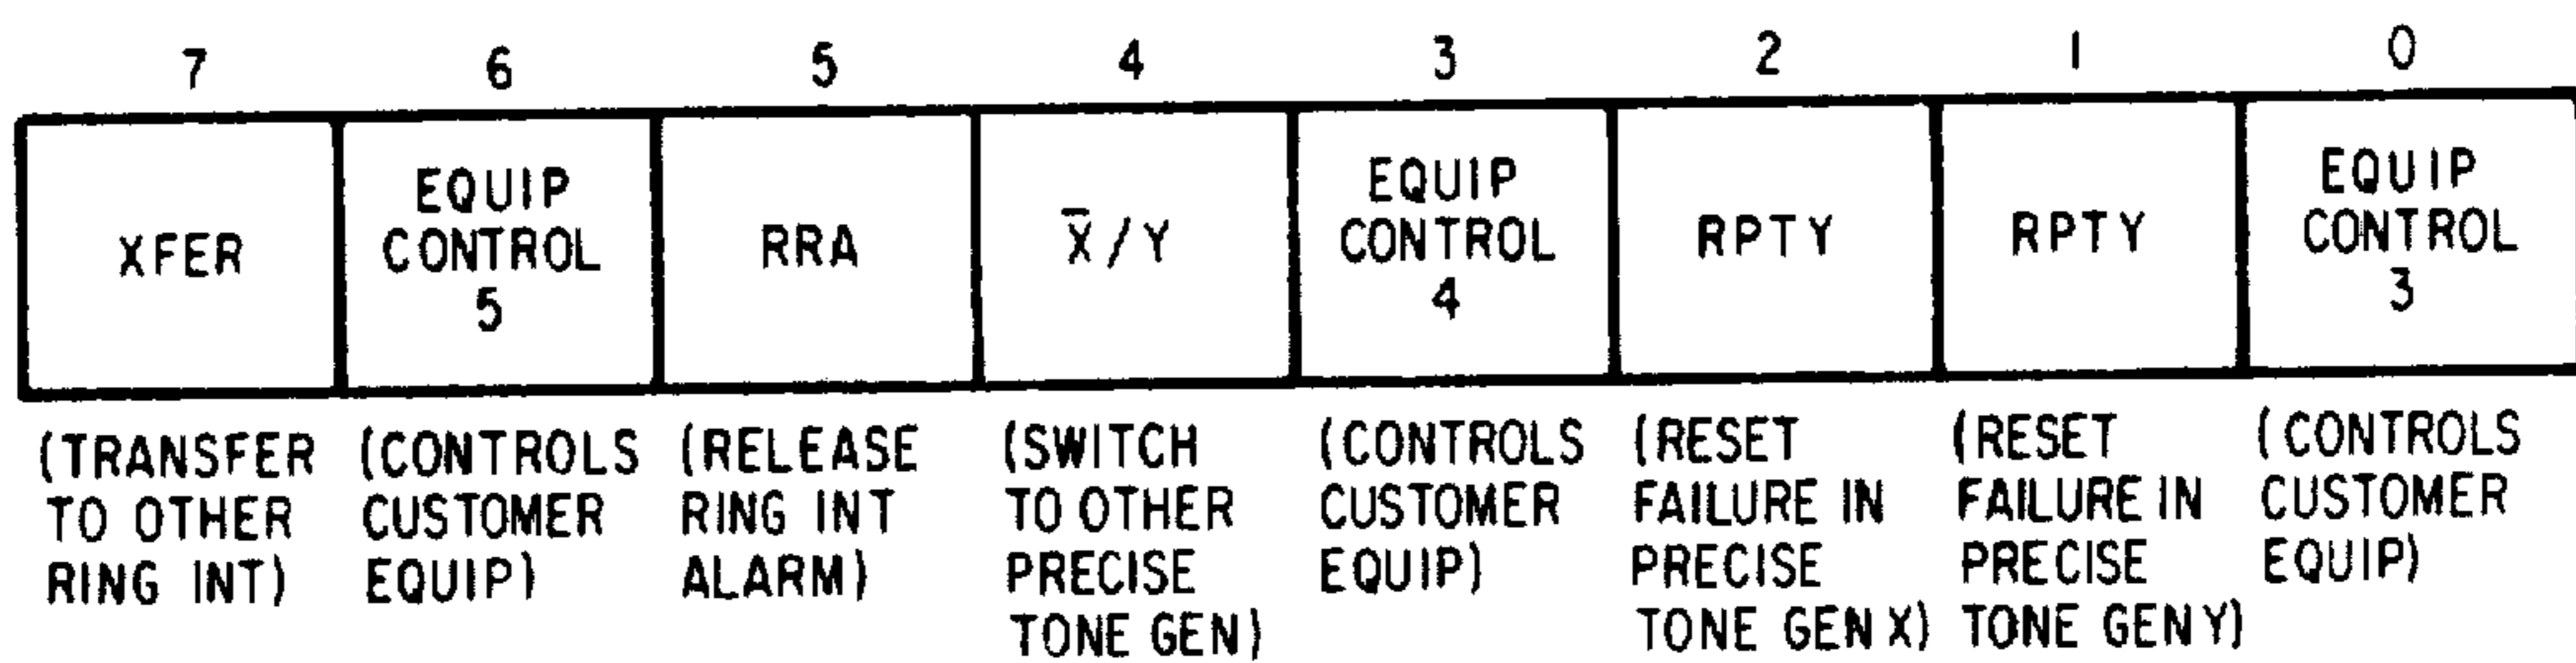 7 6 5 4 3 2 1 0
XFER
EQUIP
CONTROL
5
RRA
X̅/Y
EQUIP
CONTROL
4
RPTY
RPTY
EQUIP
CONTROL
3
(TRANSFER
TO OTHER
RING INT)
(CONTROLS
CUSTOMER
EQUIP)
(RELEASE
RING INT
ALARM)
(SWITCH
TO OTHER
PRECISE
TONE GEN)
(CONTROLS
CUSTOMER
EQUIP)
(RESET
FAILURE IN
PRECISE
TONE GEN X)
(RESET
FAILURE IN
PRECISE
TONE GEN Y)
(CONTROLS
CUSTOMER
EQUIP)